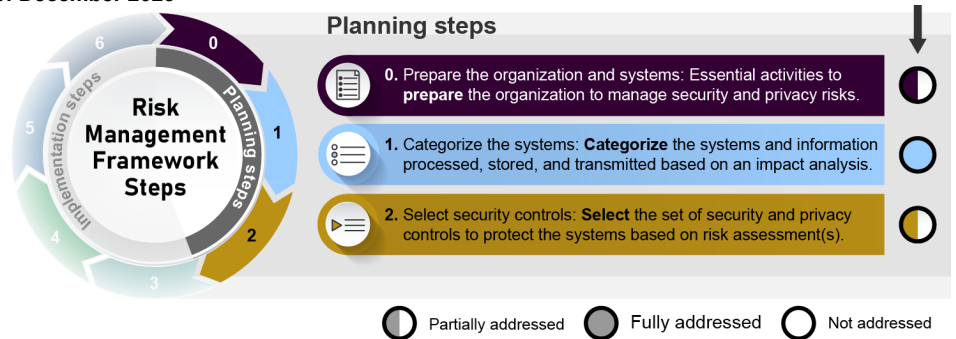 Planning steps
6
0
5
1
4
2
3
Implementation steps
Planning steps
Risk
Management
Framework
Steps
0. Prepare the organization and systems: Essential activities to
prepare the organization to manage security and privacy risks.
1. Categorize the systems: Categorize the systems and information
processed, stored, and transmitted based on an impact analysis.
2. Select security controls: Select the set of security and privacy
controls to protect the systems based on risk assessment(s).
Partially addressed
Fully addressed
Not addressed